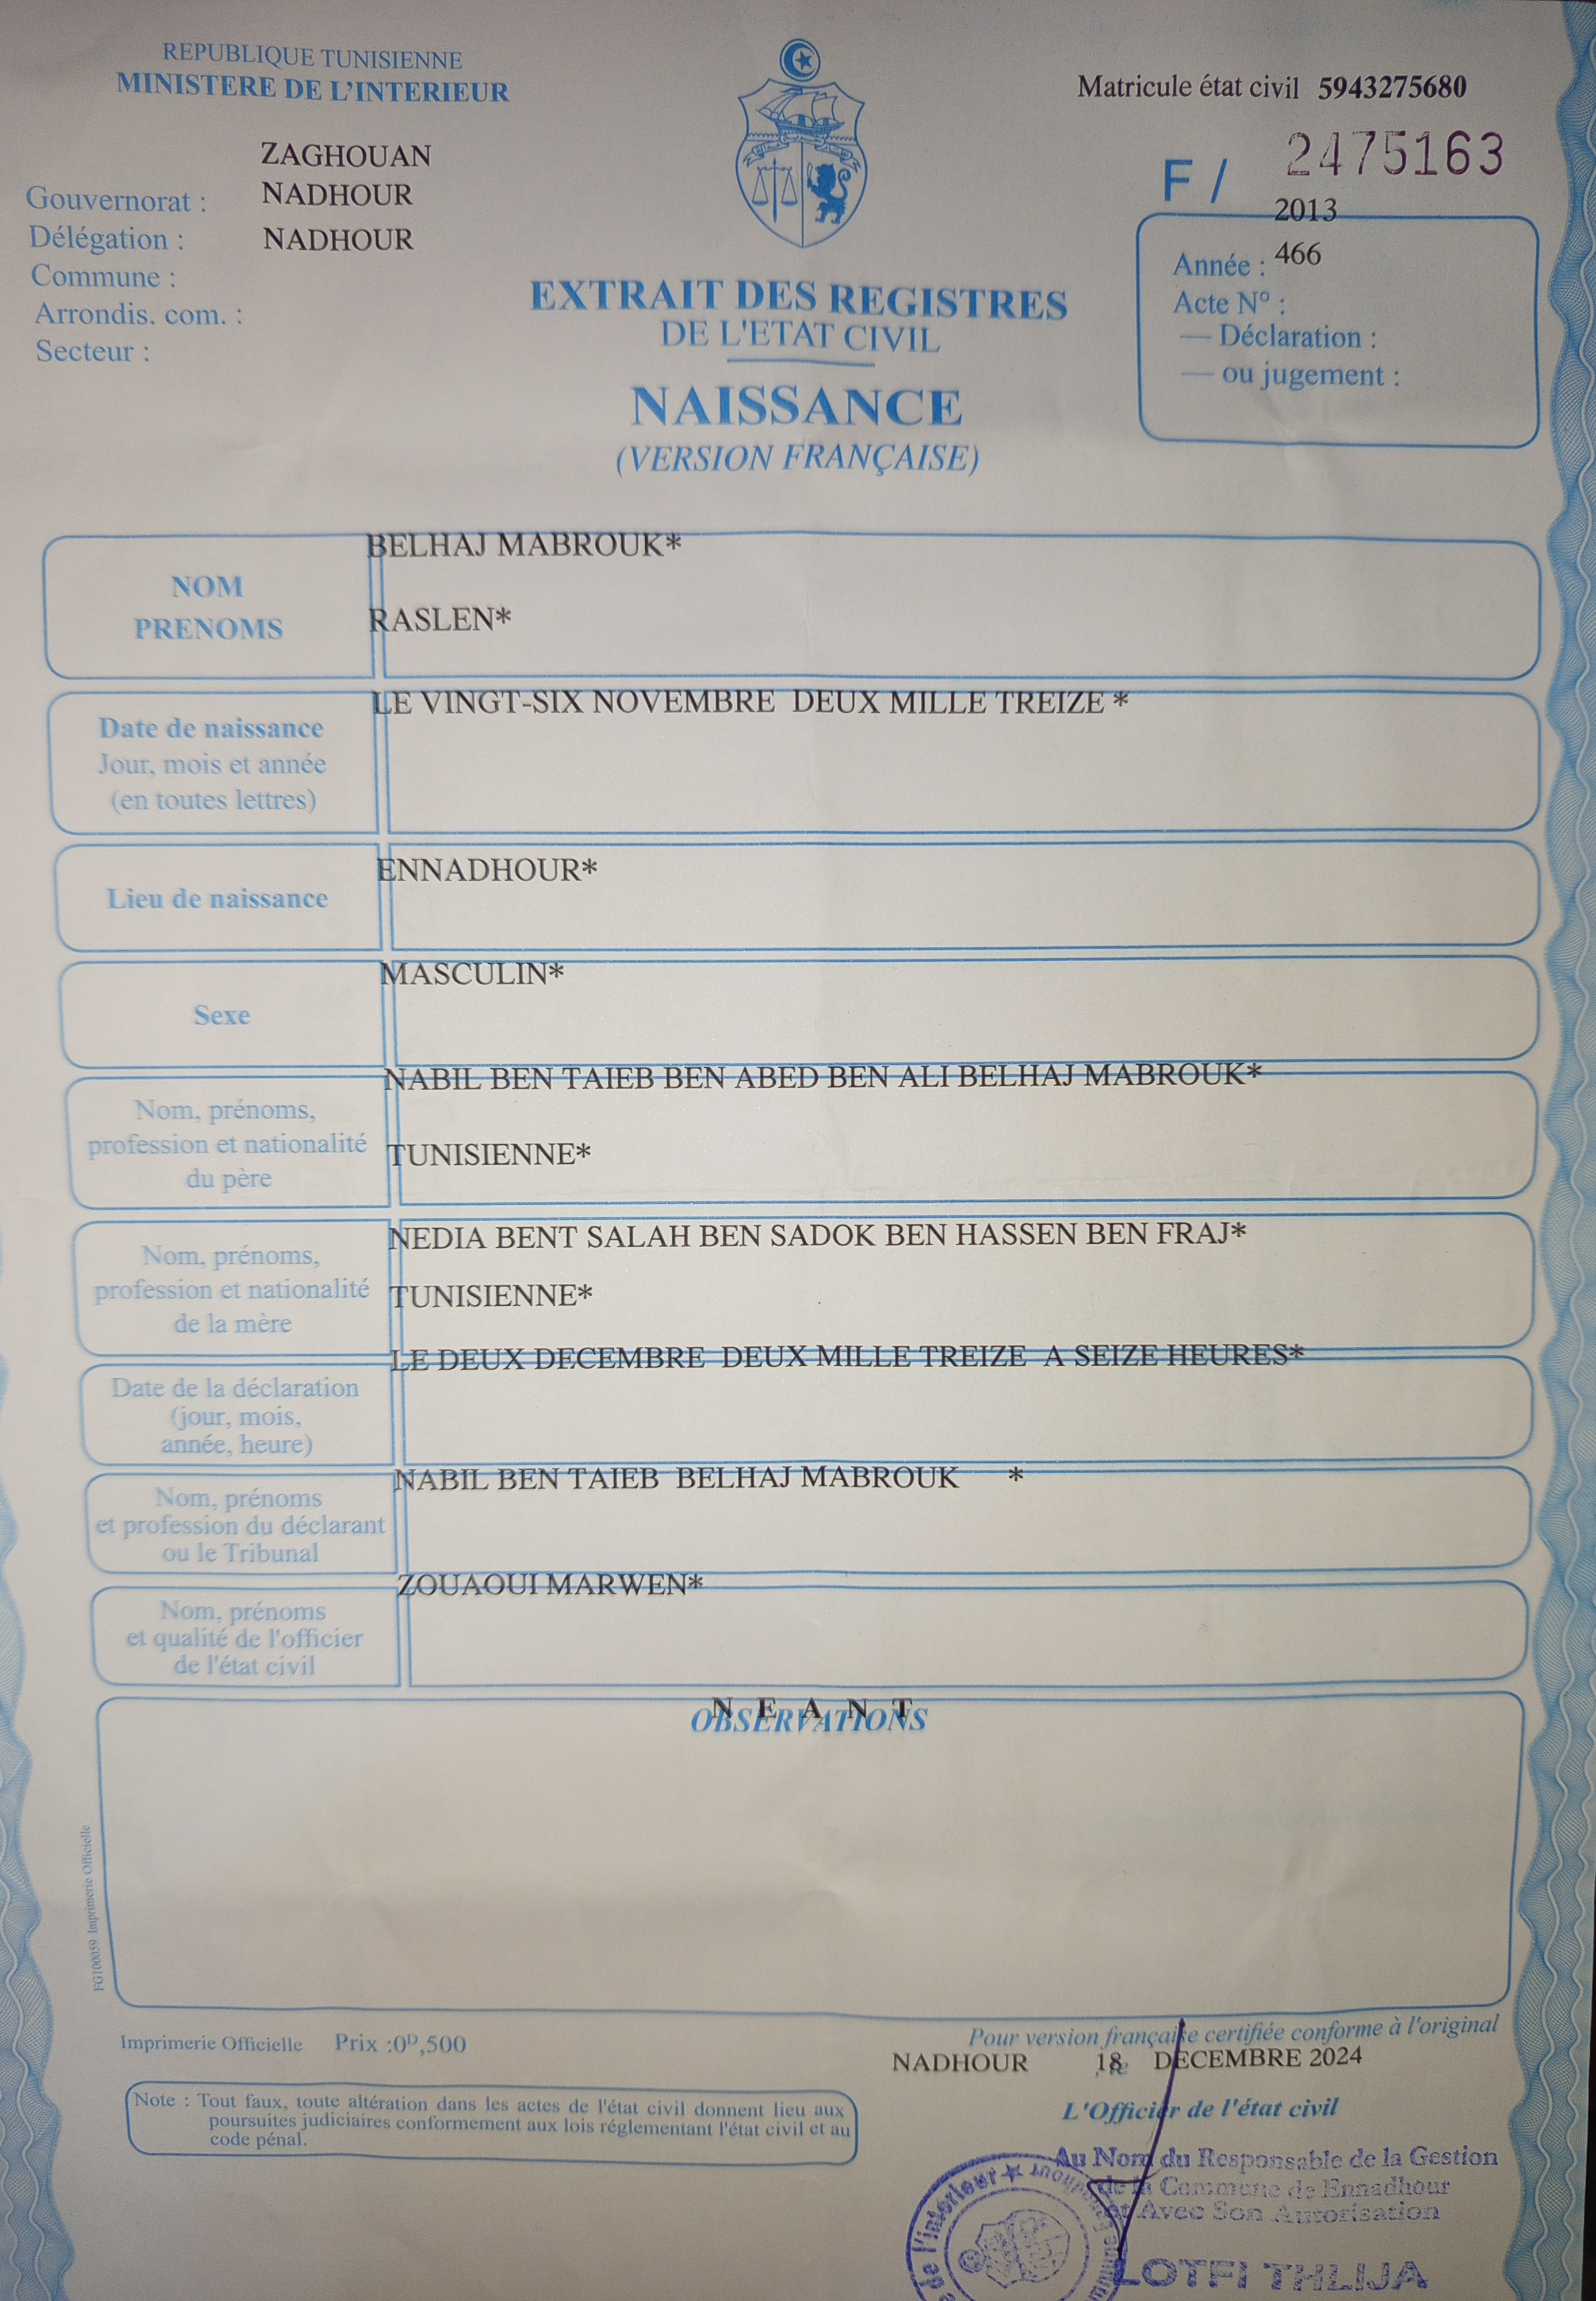 REPUBLIQUE TUNISIENNE
MINISTERE DE L'INTERIEUR
Matricule état civil 5943275680
F / 2475163
ZAGHOUAN
Gouvernorat : NADHOUR
Délégation : NADHOUR
Commune :
Arrondis. com. :
Secteur :
2013
Année : 466
Acte N° :
— Déclaration :
— ou jugement :
EXTRAIT DES REGISTRES
DE L'ETAT CIVIL
NAISSANCE
(VERSION FRANÇAISE)
BELHAJ MABROUK*
NOM
PRENOMS
RASLEN*
LE VINGT-SIX NOVEMBRE DEUX MILLE TREIZE *
Date de naissance
Jour, mois et année
(en toutes lettres)
ENNADHOUR*
Lieu de naissance
MASCULIN*
Sexe
NABIL BEN TAIEB BEN ABED BEN ALI BELHAJ MABROUK*
Nom, prénoms,
profession et nationalité
du père
TUNISIENNE*
NEDIA BENT SALAH BEN SADOK BEN HASSEN BEN FRAJ*
Nom, prénoms,
profession et nationalité
de la mère
TUNISIENNE*
LE DEUX DECEMBRE DEUX MILLE TREIZE A SEIZE HEURES*
Date de la déclaration
(jour, mois,
année, heure)
NABIL BEN TAIEB BELHAJ MABROUK *
Nom, prénoms
et profession du déclarant
ou le Tribunal
ZOUAOUI MARWEN*
Nom, prénoms
et qualité de l'officier
de l'état civil
N E A N T
OBSERVATIONS
FG100059 Imprimerie Officielle
Imprimerie Officielle Prix :0D,500
Note : Tout faux, toute altération dans les actes de l'état civil donnent lieu aux
poursuites judiciaires conformement aux lois réglementant l'état civil et au
code pénal.
Pour version française certifiée conforme à l'original
NADHOUR ,le 18 DECEMBRE 2024
L'Officier de l'état civil
Au Nom du Responsable de la Gestion
de la Commune de Ennadhour
et Avec Son Autorisation
LOTFI THLIJA
de l'interieur